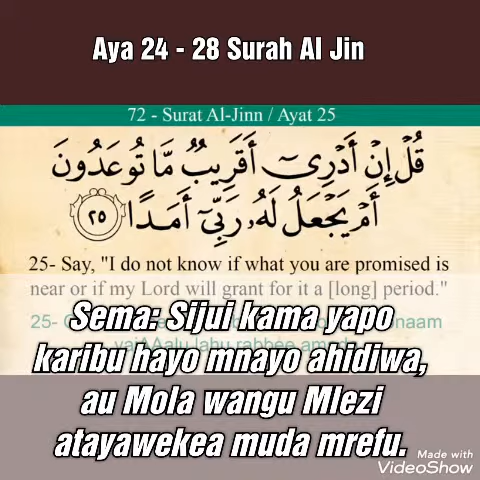 Aya 24 - 28 Surah Al Jin
72 - Surat Al-Jinn / Ayat 25
قُلْ إِنْ أَدْرِىٓ أَقَرِيبٌ مَّا تُوعَدُونَ
أَمْ يَجْعَلُ لَهُۥ رَبِّىٓ أَمَدًا ﴿٢٥﴾
25- Say, "I do not know if what you are promised is
near or if my Lord will grant for it a [long] period."
25-
Sema: Sijui kama yapo
karibu hayo mnayo ahidiwa,
au Mola wangu Mlezi
atayawekea muda mrefu.
Made with
VideoShow